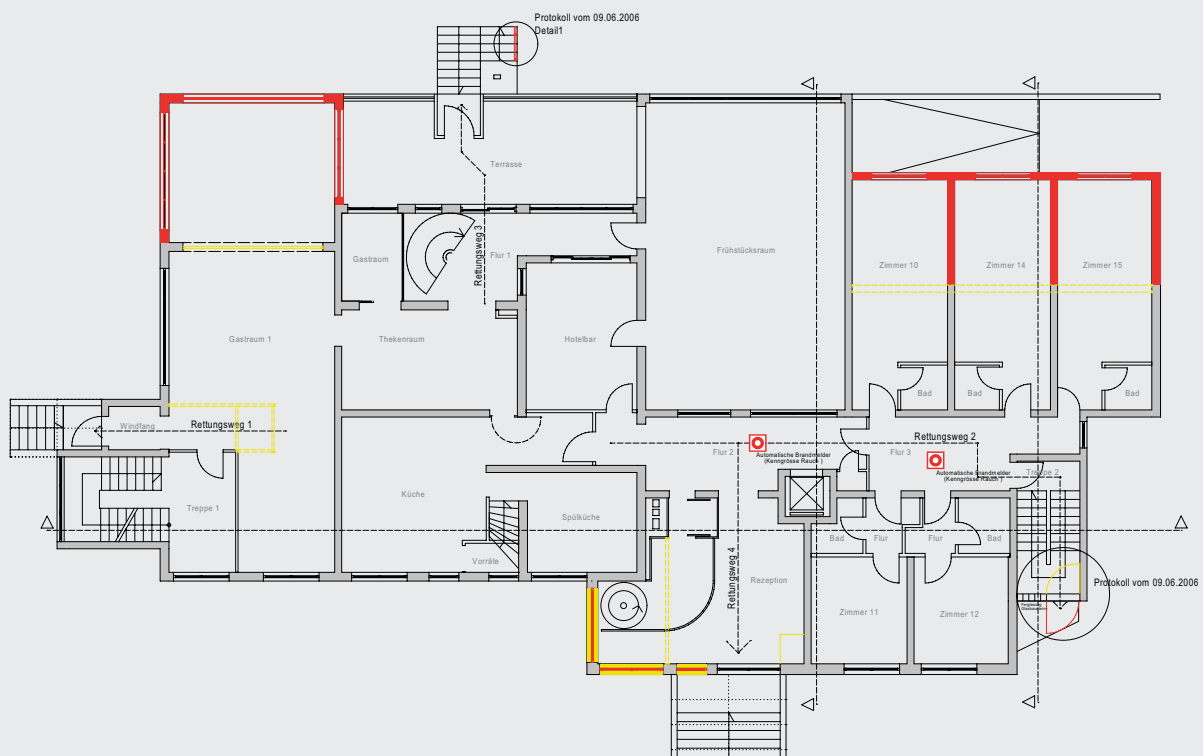 Protokoll vom 09.06.2006
Detail1
Terrasse
Rettungsweg 3
Flur 1
Gastraum
Frühstücksraum
Zimmer 10
Zimmer 14
Zimmer 15
Gastraum 1
Thekenraum
Hotelbar
Bad
Bad
Bad
Windfang
Rettungsweg 1
Rettungsweg 2
Flur 2
Automatische Brandmelder
(Kenngrösse Rauch )
Flur 3
Automatische Brandmelder
(Kenngrösse Rauch )
Treppe 2
Treppe 1
Küche
Spülküche
Vorräte
Bad
Flur
Flur
Bad
Rettungsweg 4
Rezeption
Zimmer 11
Zimmer 12
Protokoll vom 09.06.2006